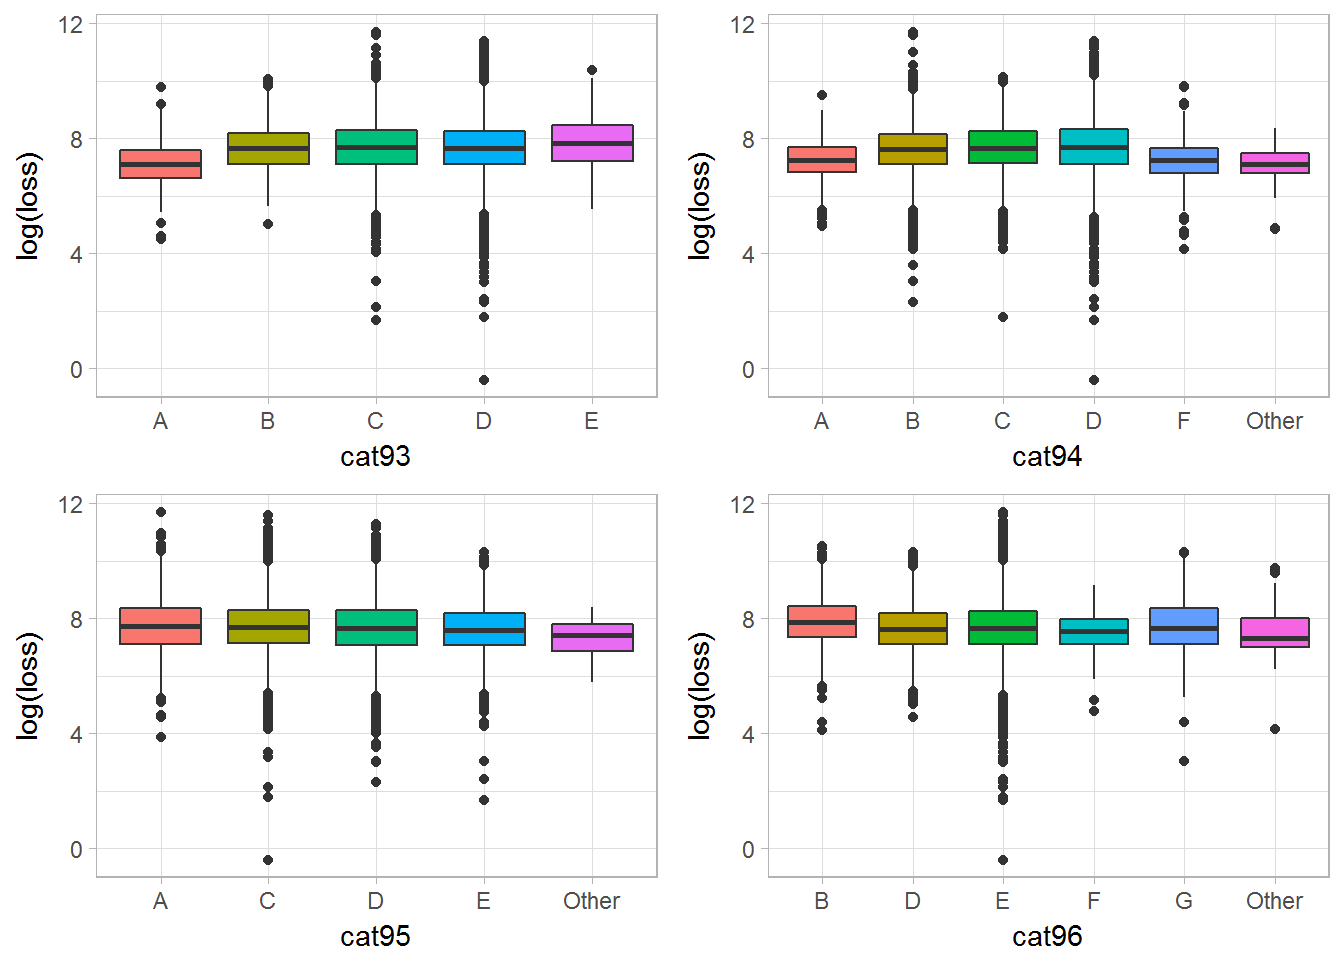 12
8
4
0
log(loss)
A B C D E
cat93
12
8
4
0
log(loss)
A B C D F Other
cat94
12
8
4
0
log(loss)
A C D E Other
cat95
12
8
4
0
log(loss)
B D E F G Other
cat96